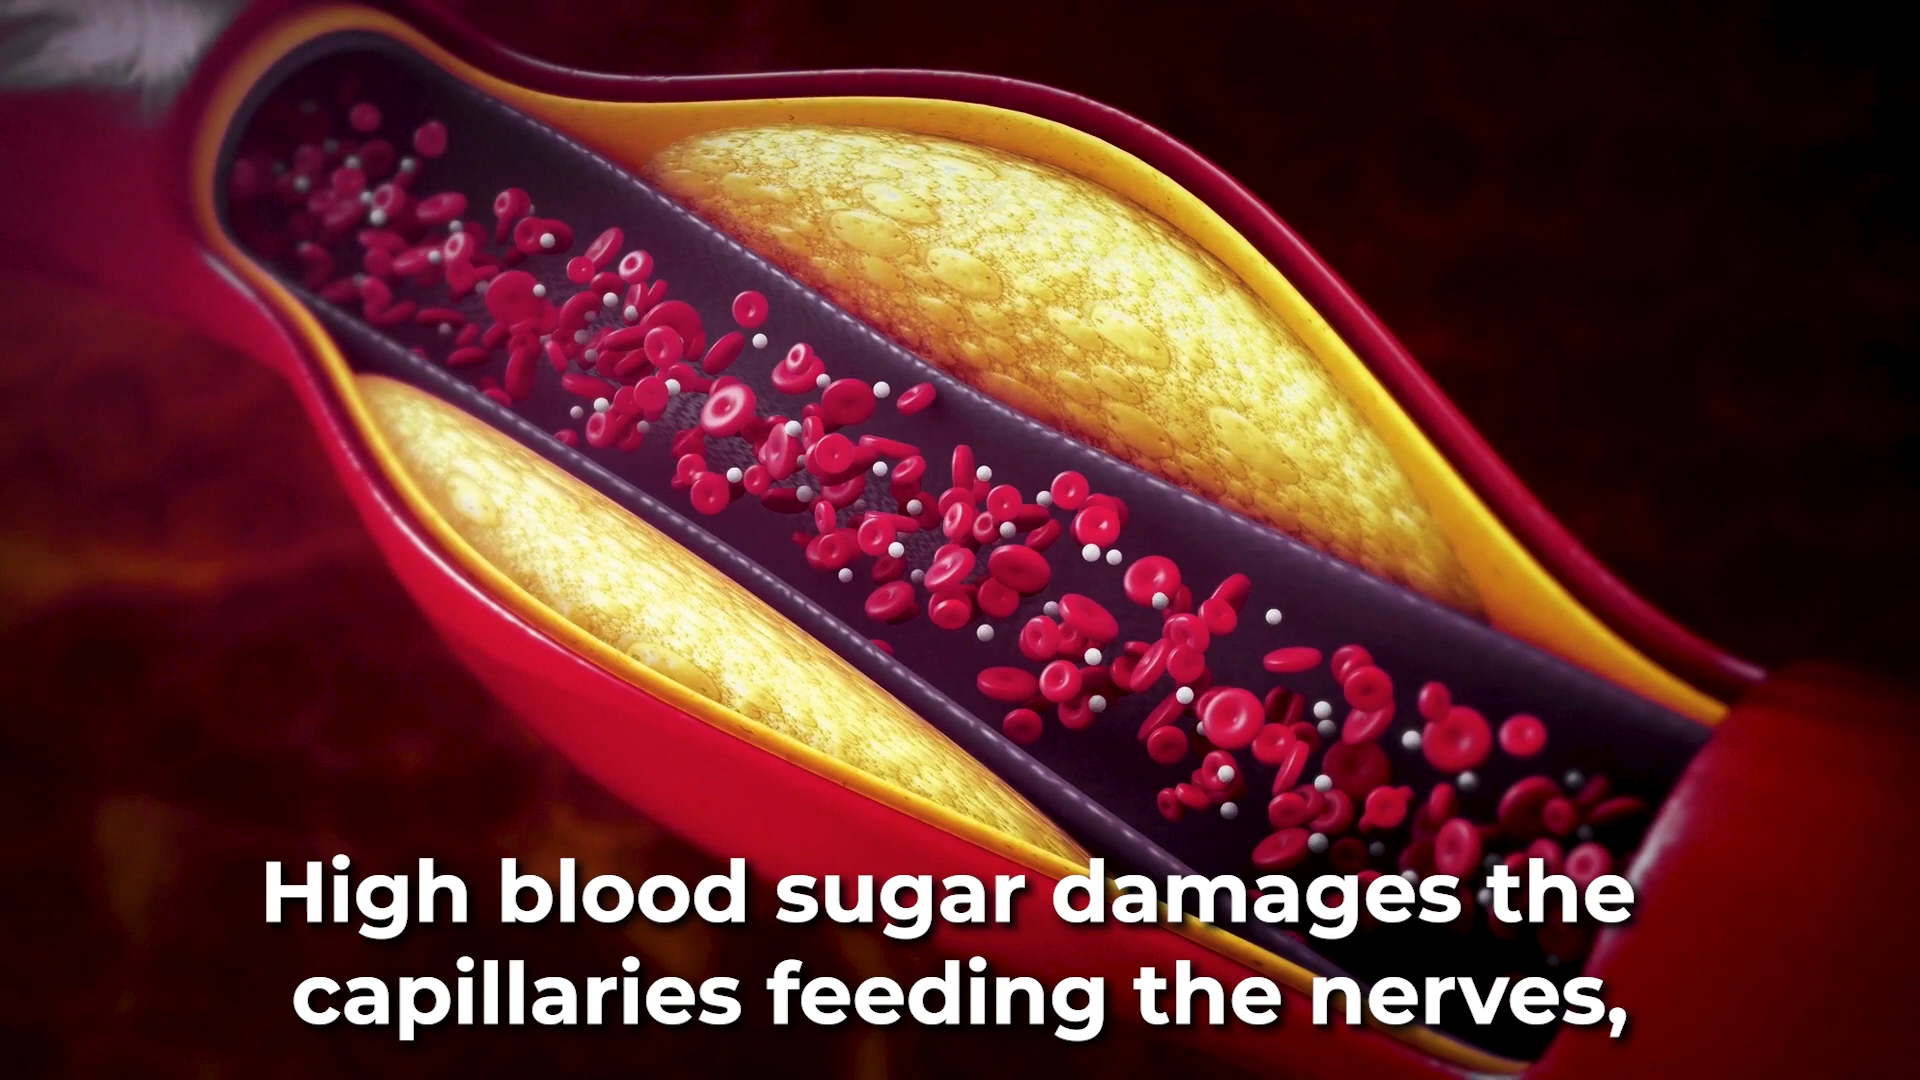 High blood sugar damages the
capillaries feeding the nerves,